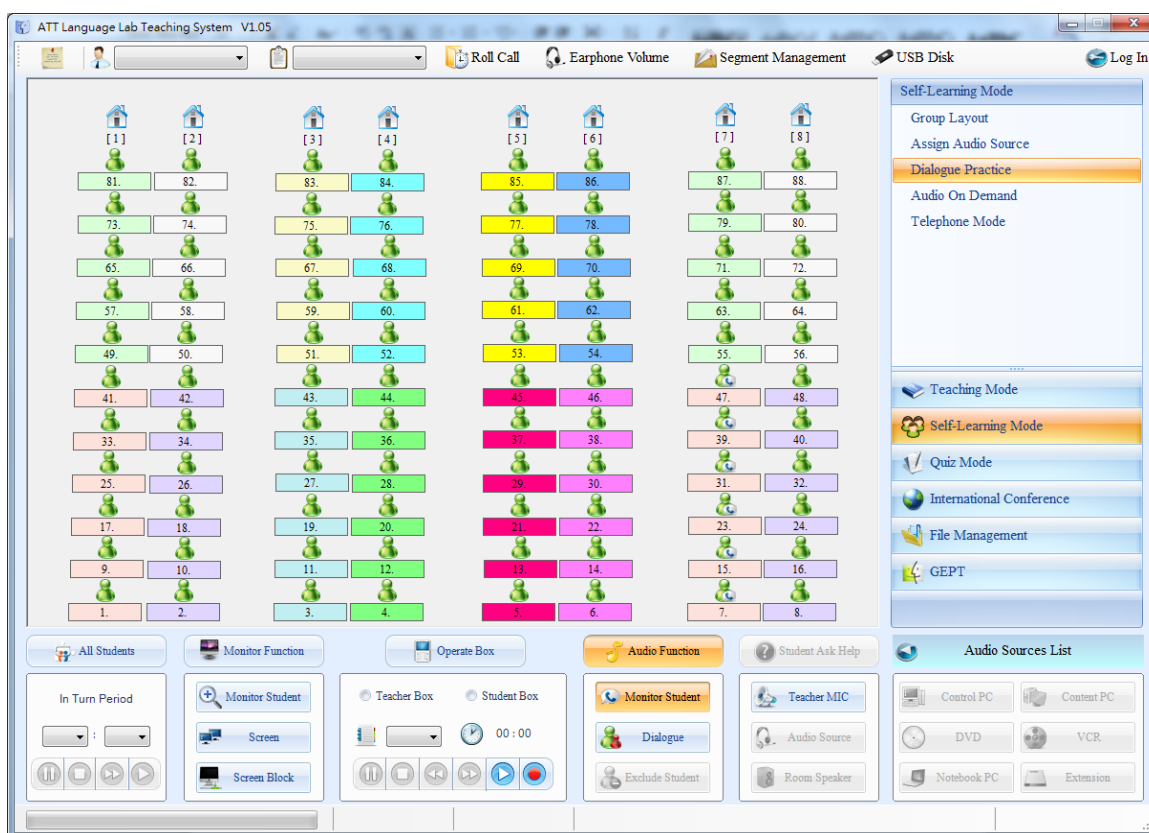 ATT Language Lab Teaching System V1.05
Roll Call Earphone Volume Segment Management USB Disk Log In
[1] [2] [3] [4] [5] [6] [7] [8]
81. 82. 83. 84. 85. 86. 87. 88.
73. 74. 75. 76. 77. 78. 79. 80.
65. 66. 67. 68. 69. 70. 71. 72.
57. 58. 59. 60. 61. 62. 63. 64.
49. 50. 51. 52. 53. 54. 55. 56.
41. 42. 43. 44. 45. 46. 47. 48.
33. 34. 35. 36. 37. 38. 39. 40.
25. 26. 27. 28. 29. 30. 31. 32.
17. 18. 19. 20. 21. 22. 23. 24.
9. 10. 11. 12. 13. 14. 15. 16.
1. 2. 3. 4. 5. 6. 7. 8.
Self-Learning Mode
Group Layout
Assign Audio Source
Dialogue Practice
Audio On Demand
Telephone Mode
Teaching Mode
Self-Learning Mode
Quiz Mode
International Conference
File Management
GEPT
All Students Monitor Function Operate Box Audio Function Student Ask Help Audio Sources List
In Turn Period
:
Monitor Student
Screen
Screen Block
Teacher Box Student Box
00 : 00
Monitor Student
Dialogue
Exclude Student
Teacher MIC
Audio Source
Room Speaker
Control PC Content PC
DVD VCR
Notebook PC Extension